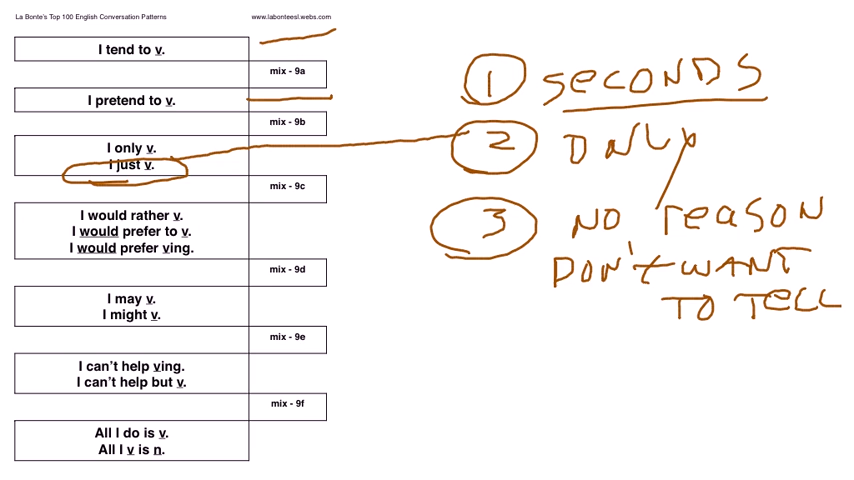 La Bonte's Top 100 English Conversation Patterns
www.labonteesl.webs.com
I tend to v.
mix - 9a
I pretend to v.
mix - 9b
I only v.
I just v.
mix - 9c
I would rather v.
I would prefer to v.
I would prefer ving.
mix - 9d
I may v.
I might v.
mix - 9e
I can't help ving.
I can't help but v.
mix - 9f
All I do is v.
All I v is n.
1 SECONDS
2 ONLY
3 NO reASON
DON't WANT
TO TELL